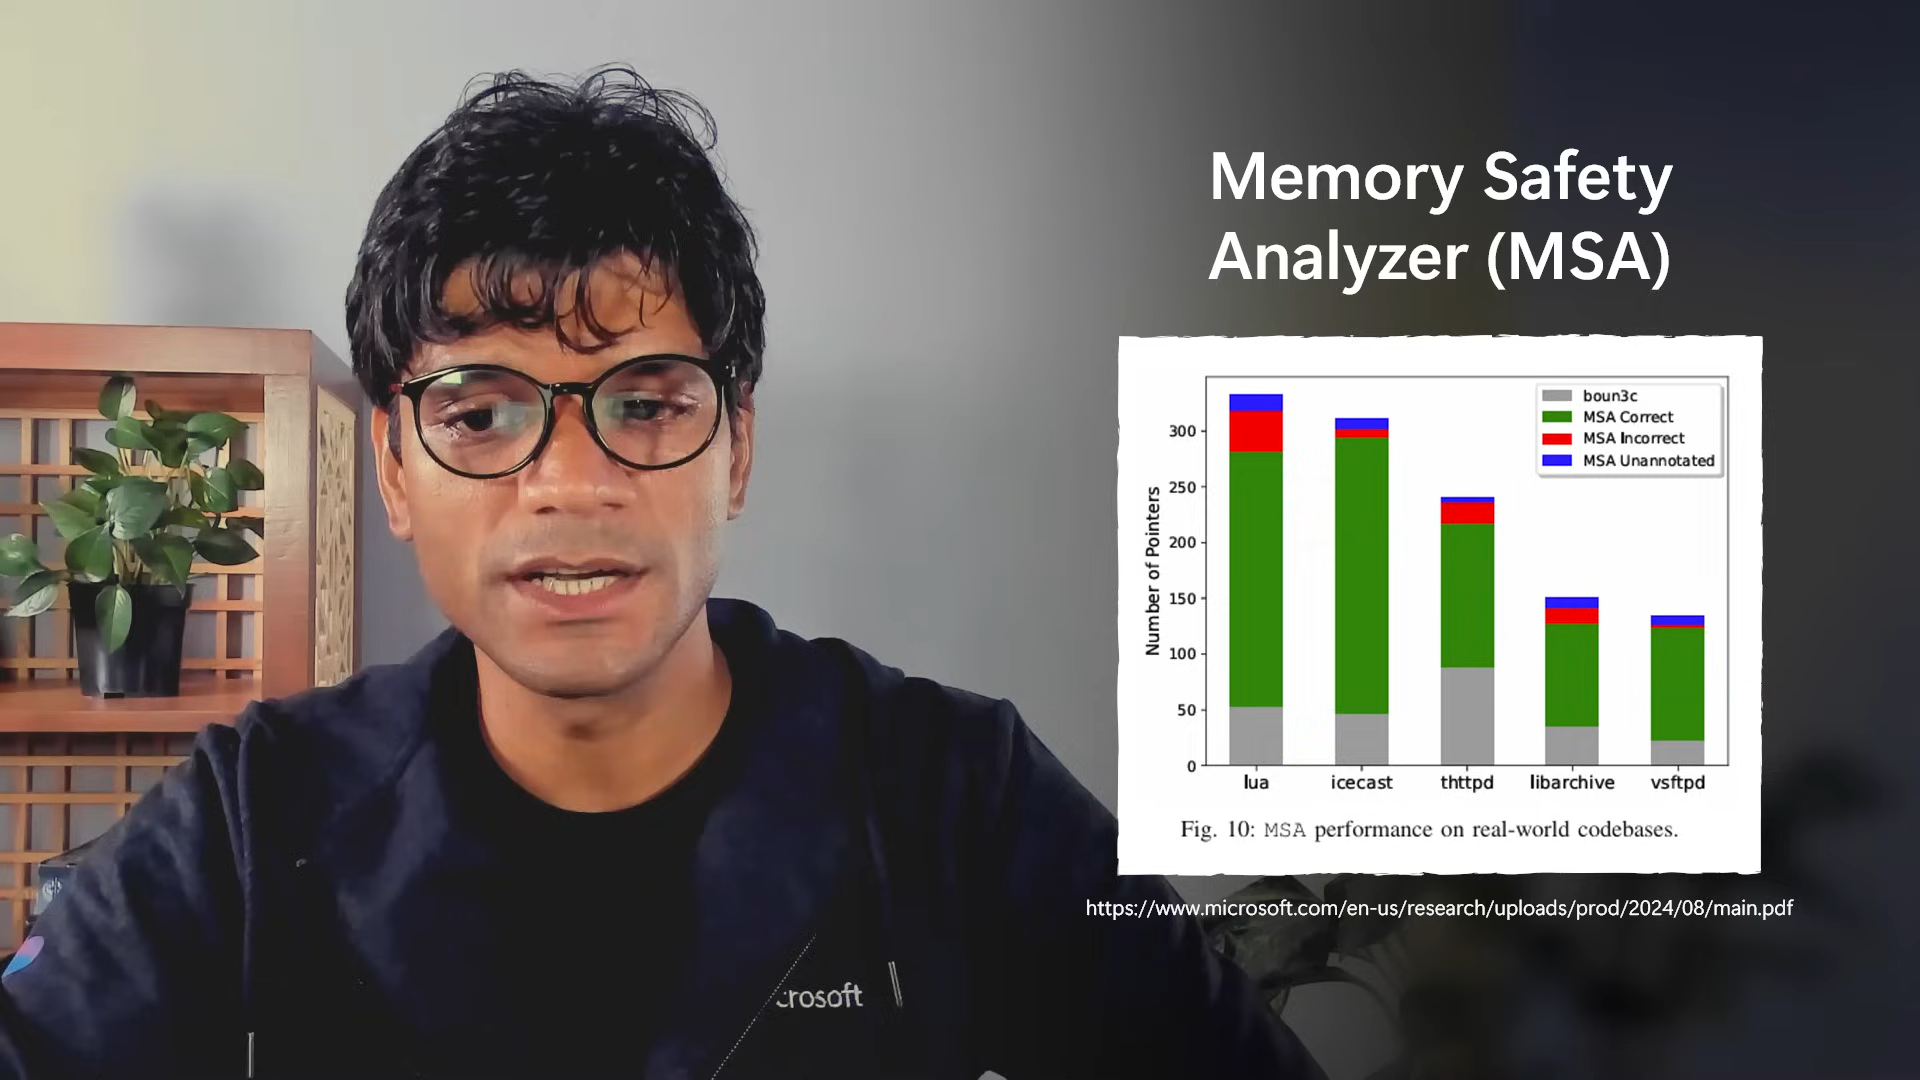 Memory Safety
Analyzer (MSA)
boun3c
MSA Correct
MSA Incorrect
MSA Unannotated
Number of Pointers
300
250
200
150
100
50
0
lua icecast thttpd libarchive vsftpd
Fig. 10: MSA performance on real-world codebases.
https://www.microsoft.com/en-us/research/uploads/prod/2024/08/main.pdf
crosoft